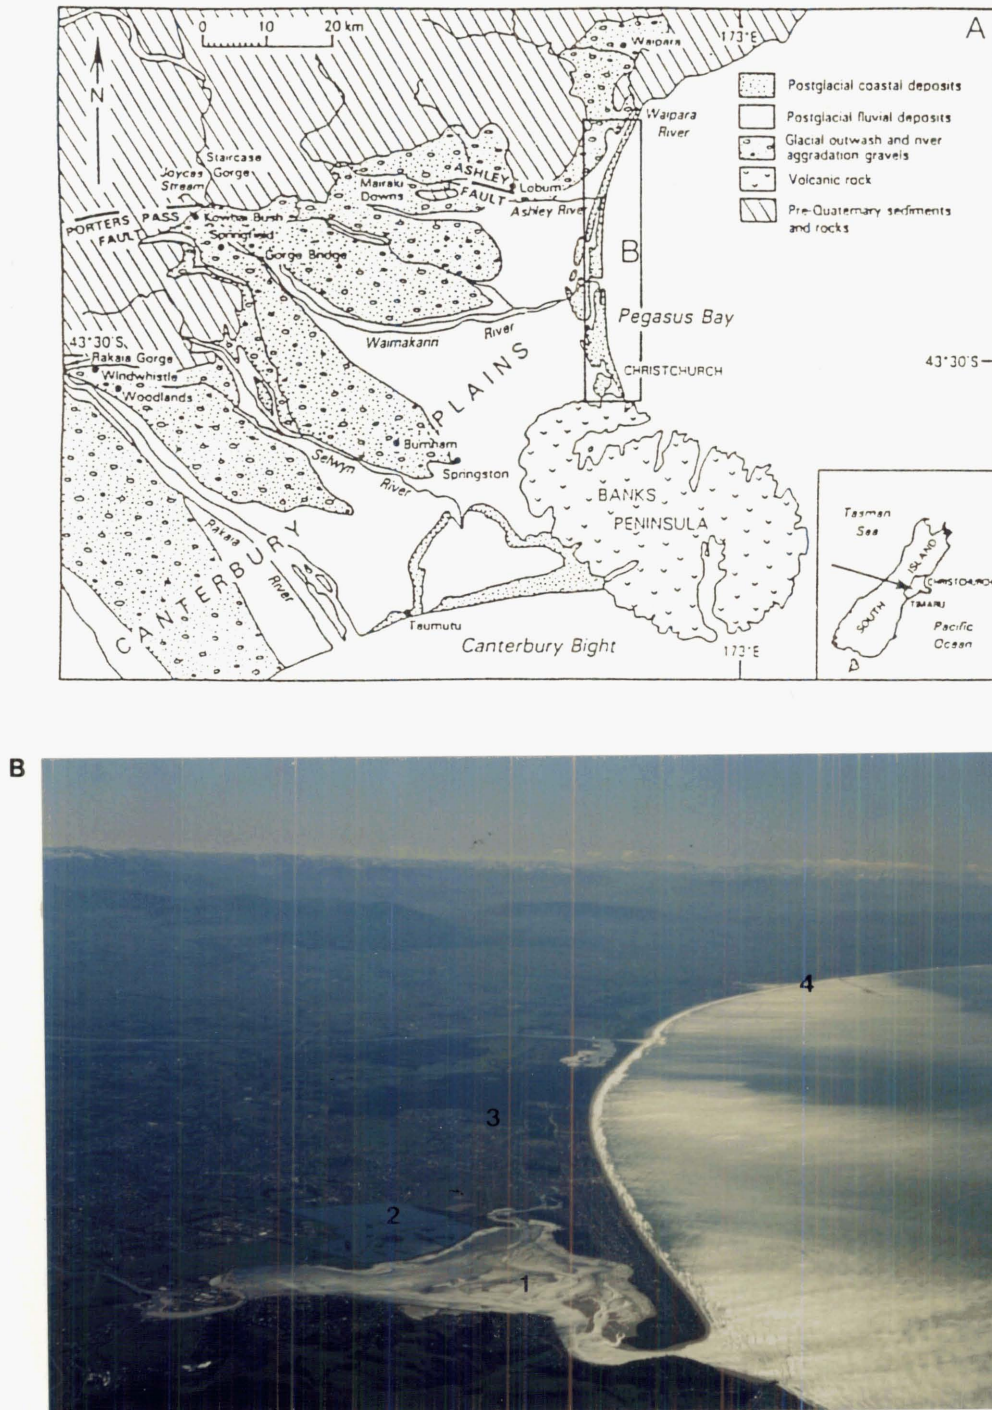 0 10 20 km
173°E
A
N
Waipara
Postglacial coastal deposits
Postglacial fluvial deposits
Glacial outwash and river
aggradation gravels
Volcanic rock
Pre-Quaternary sediments
and rocks
Waipara
River
Staircase
Gorge
Joyces
Stream
ASHLEY
FAULT
Mairaki
Downs
Loburn
Ashley River
PORTERS PASS
FAULT
Kowhai Bush
Springfield
Gorge Bridge
B
Pegasus Bay
Waimakariri River
43°30'S
43°30'S
Rakaia Gorge
Windwhistle
Woodlands
CHRISTCHURCH
CANTERBURY PLAINS
Burnham
Springston
Selwyn River
BANKS
PENINSULA
Rakaia River
Taumutu
Canterbury Bight
173°E
Tasman
Sea
SOUTH ISLAND
CHRISTCHURCH
TIMARU
Pacific
Ocean
B
4
3
2
1